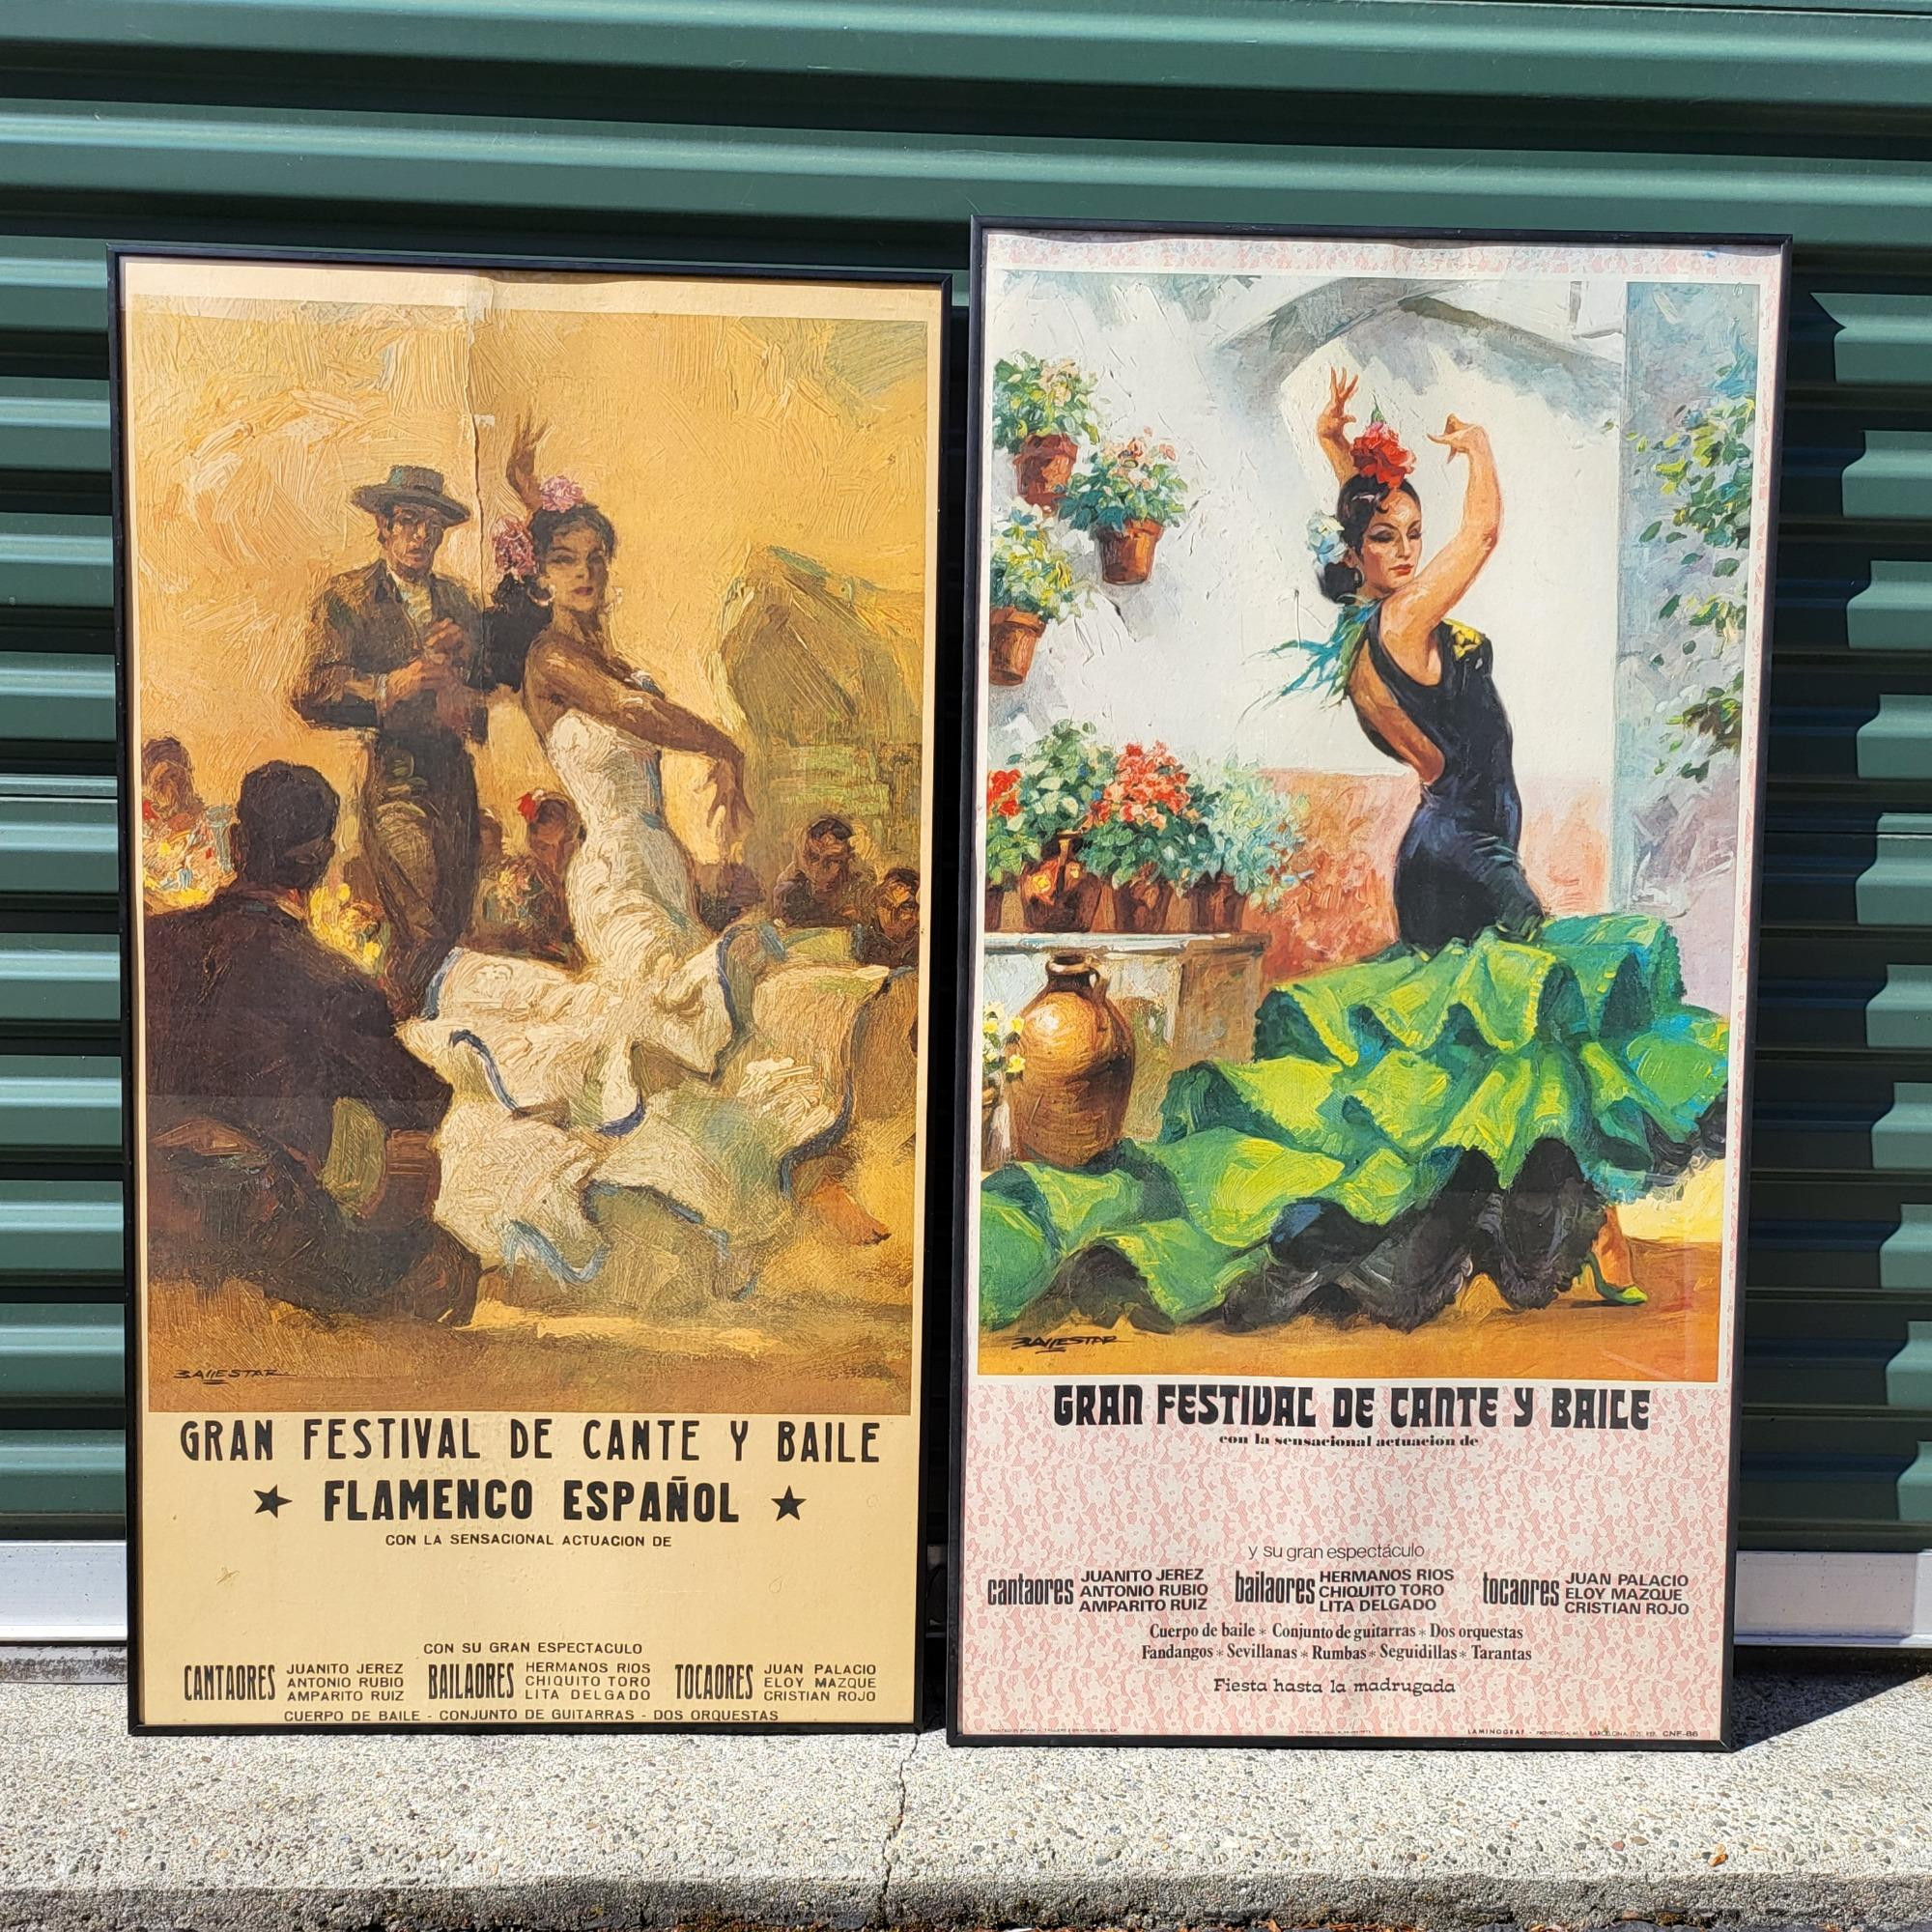 BALLESTAR
GRAN FESTIVAL DE CANTE Y BAILE
★ FLAMENCO ESPAÑOL ★
CON LA SENSACIONAL ACTUACION DE
CON SU GRAN ESPECTACULO
CANTAORES
JUANITO JEREZ
ANTONIO RUBIO
AMPARITO RUIZ
BAILAORES
HERMANOS RIOS
CHIQUITO TORO
LITA DELGADO
TOCAORES
JUAN PALACIO
ELOY MAZQUE
CRISTIAN ROJO
CUERPO DE BAILE - CONJUNTO DE GUITARRAS - DOS ORQUESTAS
BALLESTAR
GRAN FESTIVAL DE CANTE Y BAILE
con la sensacional actuación de
y su gran espectáculo
cantaores
JUANITO JEREZ
ANTONIO RUBIO
AMPARITO RUIZ
bailaores
HERMANOS RIOS
CHIQUITO TORO
LITA DELGADO
tocaores
JUAN PALACIO
ELOY MAZQUE
CRISTIAN ROJO
Cuerpo de baile * Conjunto de guitarras * Dos orquestas
Fandangos * Sevillanas * Rumbas * Seguidillas * Tarantas
Fiesta hasta la madrugada
LAMINOGRAF - BARCELONA CNF-86